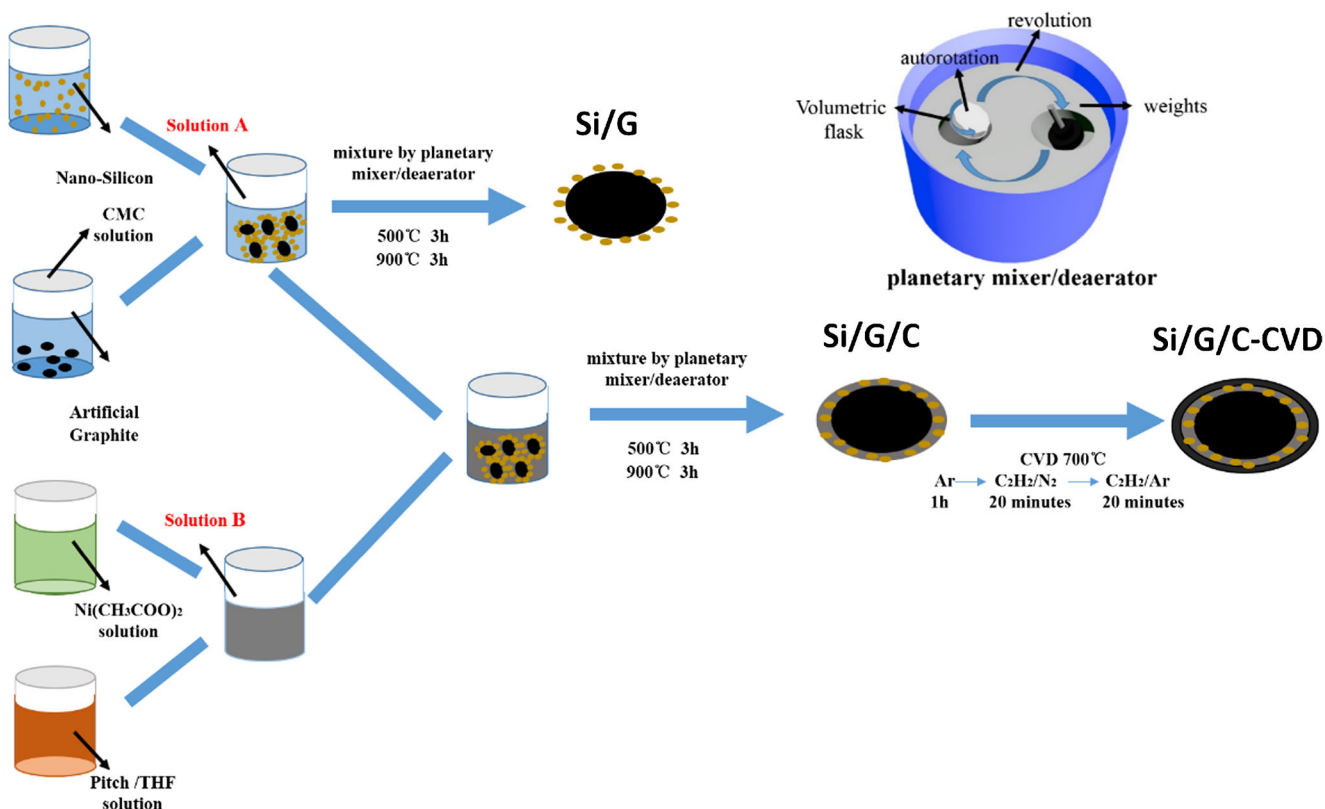 Nano-Silicon
CMC
solution
Artificial
Graphite
Solution A
mixture by planetary
mixer/deaerator
500℃ 3h
900℃ 3h
Si/G
revolution
autorotation
Volumetric
flask
weights
planetary mixer/deaerator
Ni(CH₃COO)₂
solution
Pitch /THF
solution
Solution B
mixture by planetary
mixer/deaerator
500℃ 3h
900℃ 3h
Si/G/C
Si/G/C-CVD
CVD 700℃
Ar C₂H₂/N₂ C₂H₂/Ar
1h 20 minutes 20 minutes